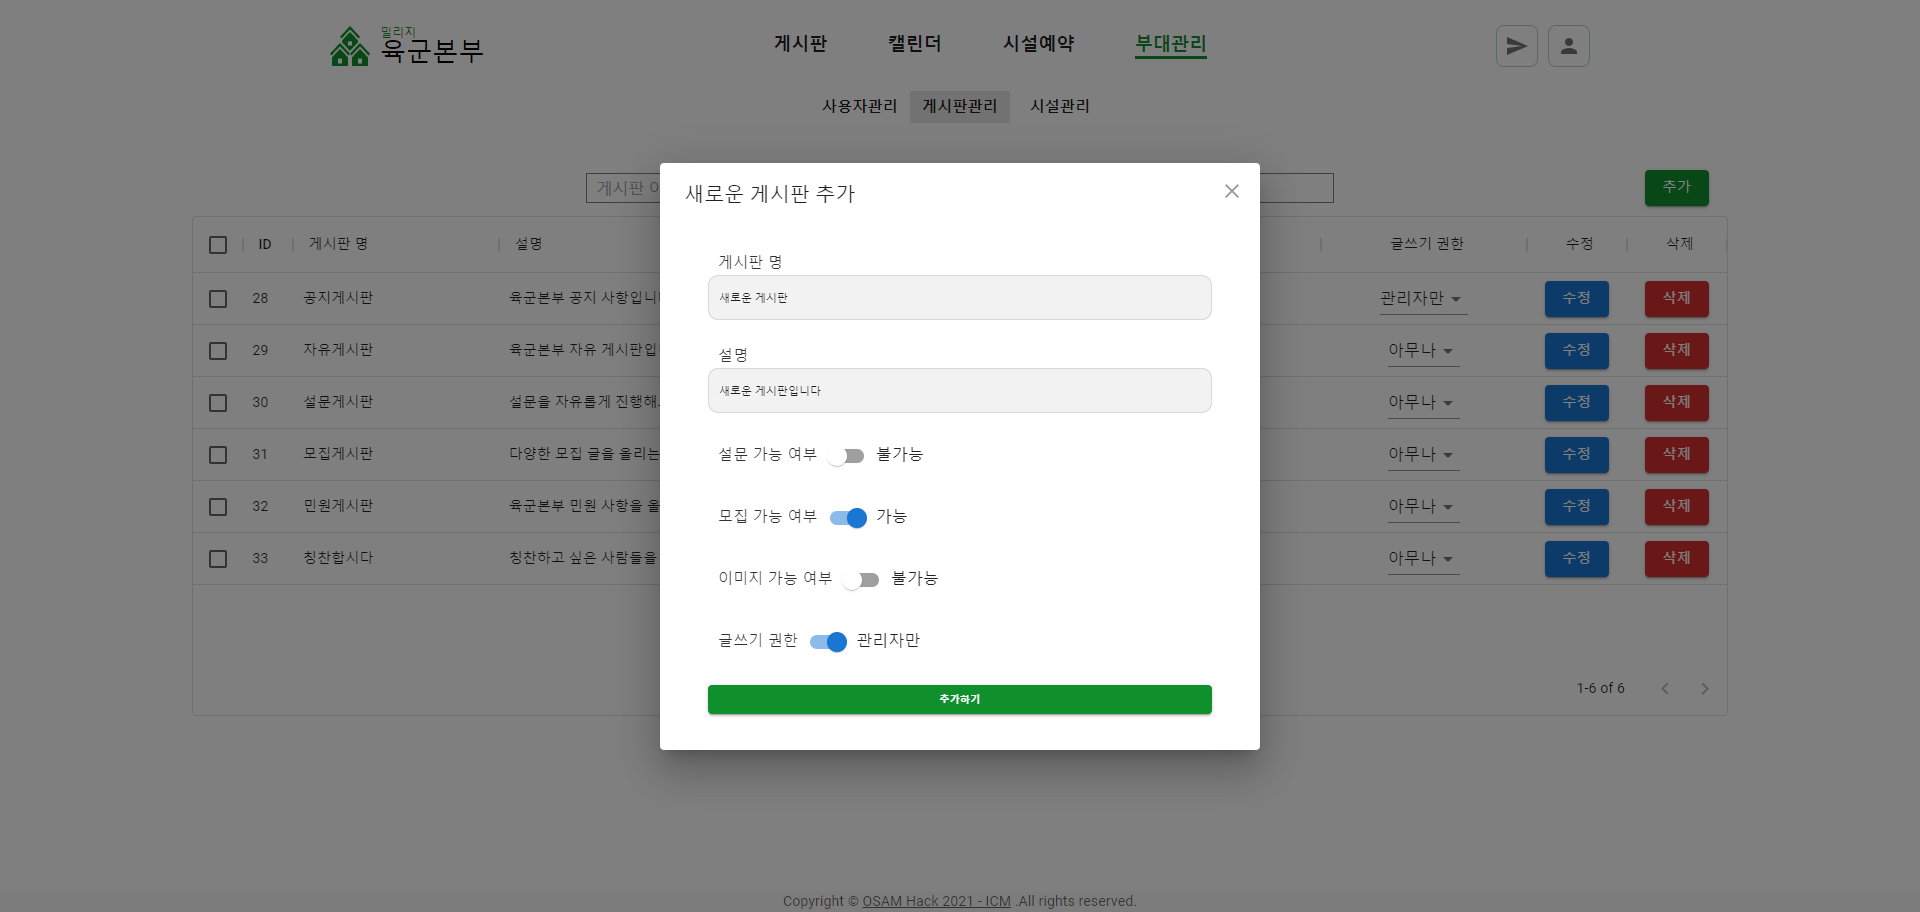 밀리지
육군본부
게시판 캘린더 시설예약 부대관리
사용자관리 게시판관리 시설관리
게시판 추가
새로운 게시판 추가
ID 게시판 명 설명 글쓰기 권한 수정 삭제
28 공지게시판 육군본부 공지 사항입니 관리자만 수정 삭제
29 자유게시판 육군본부 자유 게시판입 아무나 수정 삭제
30 설문게시판 설문을 자유롭게 진행해. 아무나 수정 삭제
31 모집게시판 다양한 모집 글을 올리는 아무나 수정 삭제
32 민원게시판 육군본부 민원 사항을 올 아무나 수정 삭제
33 칭찬합시다 칭찬하고 싶은 사람들을 아무나 수정 삭제
게시판 명
새로운 게시판
설명
새로운 게시판입니다
설문 가능 여부 불가능
모집 가능 여부 가능
이미지 가능 여부 불가능
글쓰기 권한 관리자만
추가하기
1-6 of 6
Copyright © OSAM Hack 2021 - ICM .All rights reserved.